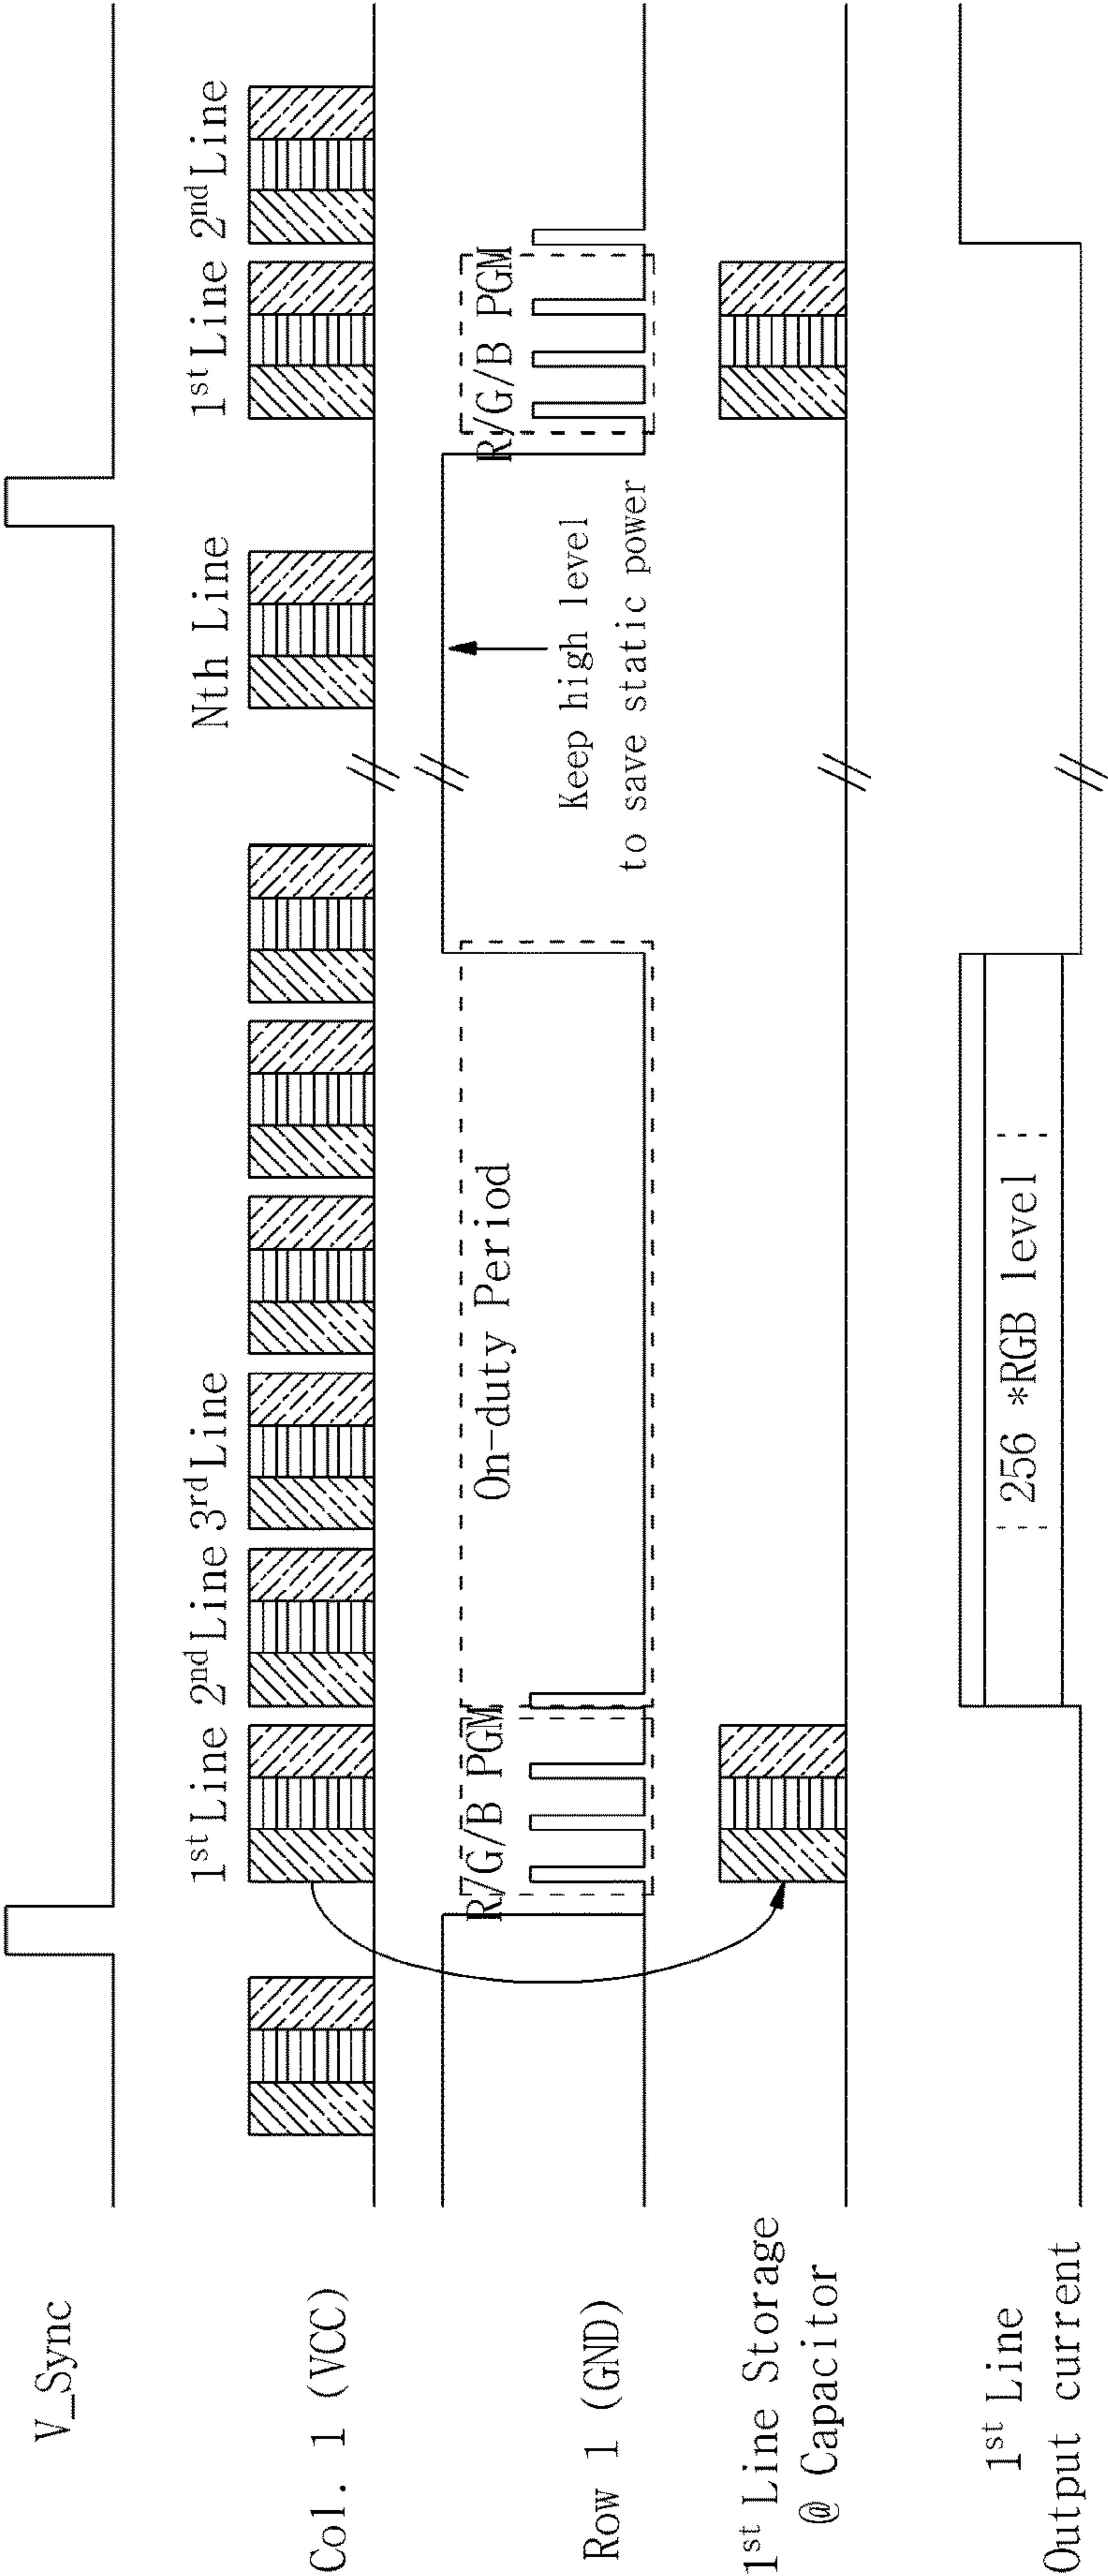 V_Sync
Col. 1 (VCC)
1st Line 2nd Line 3rd Line
Nth Line
1st Line 2nd Line
Row 1 (GND)
R/G/B PGM
On-duty Period
Keep high level
to save static power
R/G/B PGM
1st Line Storage
@ Capacitor
1st Line
Output current
256 *RGB level